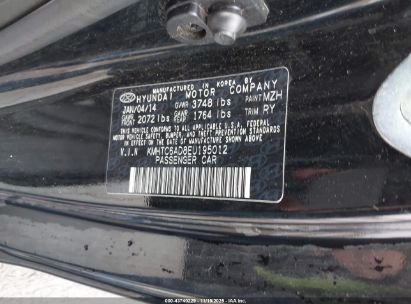 MANUFACTURED IN KOREA BY
HYUNDAI MOTOR COMPANY
JAN/04/14 GVWR 3748 lbs PAINT MZH
GAWR FRNT 2072 lbs GAWR REAR 1764 lbs TRIM RY
THIS VEHICLE CONFORMS TO ALL APPLICABLE U.S. FEDERAL
MOTOR VEHICLE SAFETY, BUMPER, AND THEFT PREVENTION
STANDARDS IN EFFECT ON THE DATE OF MANUFACTURE SHOWN ABOVE.
V.I.N KMHTC6AD8EU195012
PASSENGER CAR